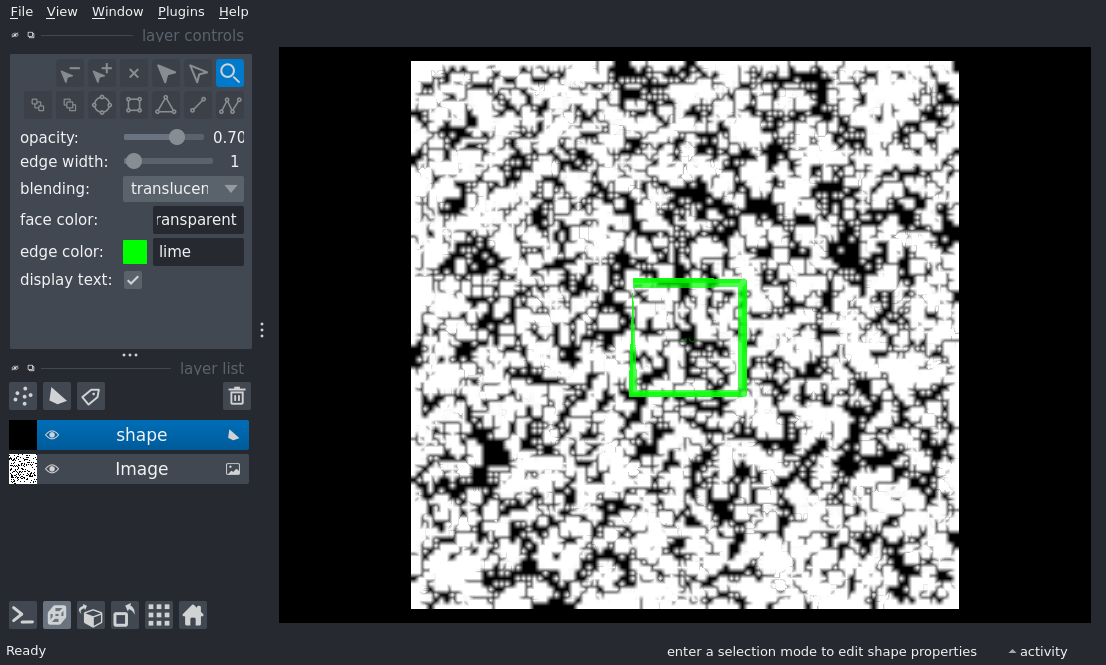 File View Window Plugins Help
layer controls
opacity: 0.70
edge width: 1
blending: translucen
face color: ransparent
edge color: lime
display text:
layer list
shape
Image
Ready
enter a selection mode to edit shape properties
activity